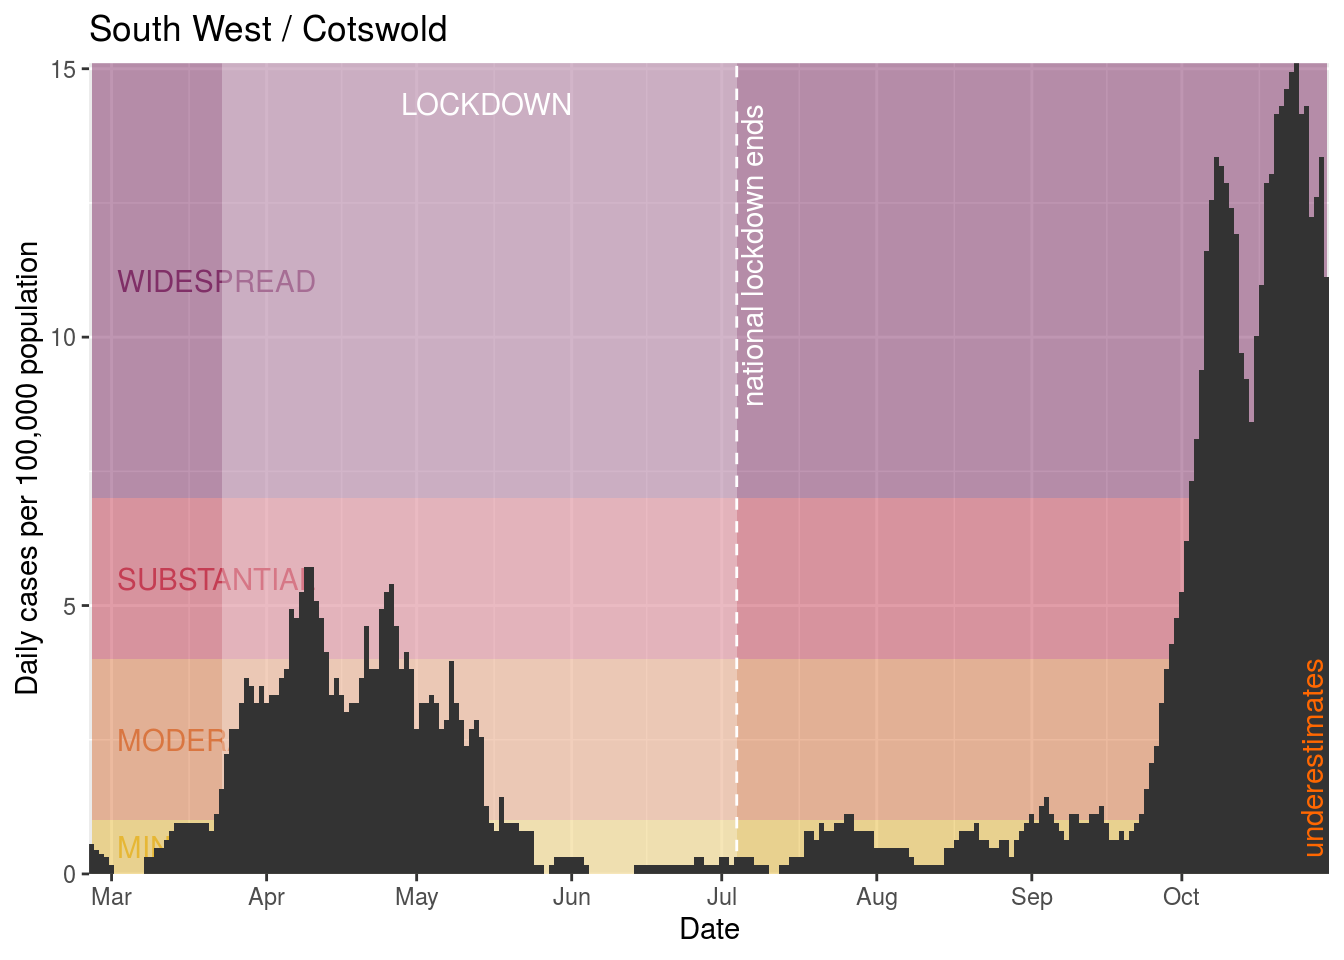 South West / Cotswold
Daily cases per 100,000 population
15
10
5
0
LOCKDOWN
national lockdown ends
WIDESPREAD
SUBSTANTIAL
MODER
MIN
underestimates
Mar Apr May Jun Jul Aug Sep Oct
Date